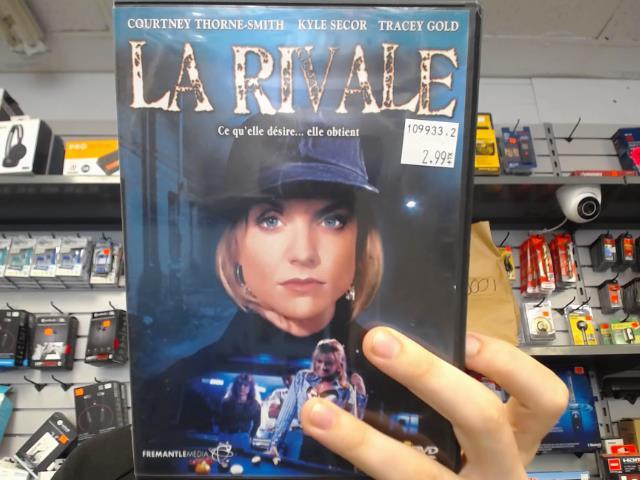 COURTNEY THORNE-SMITH KYLE SECOR TRACEY GOLD
LA RIVALE
Ce qu'elle désire... elle obtient
109933.2
2.99
FREMANTLEMEDIA
DVD